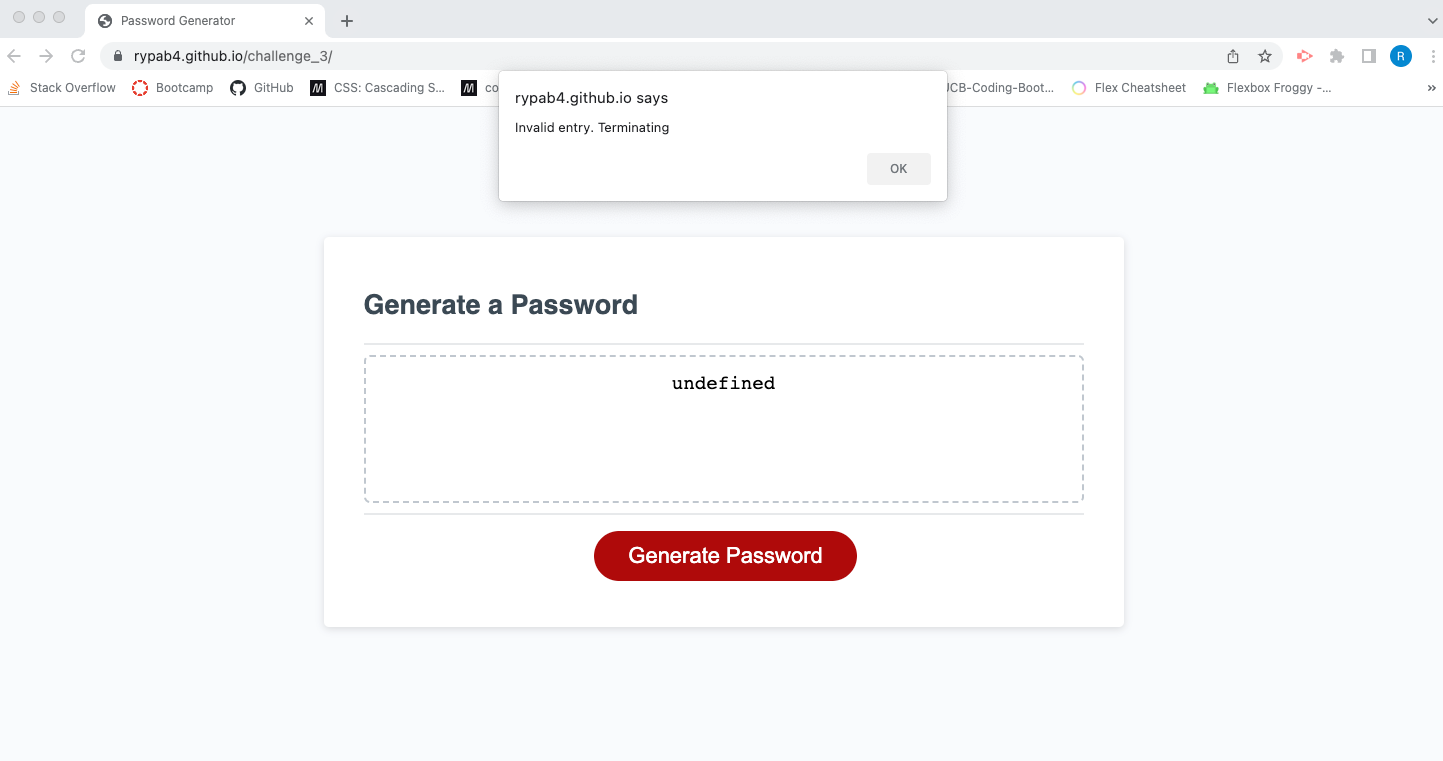 Password Generator
rypab4.github.io/challenge_3/
R
Stack Overflow
Bootcamp
GitHub
CSS: Cascading S...
co
JCB-Coding-Boot...
Flex Cheatsheet
Flexbox Froggy -...
»
rypab4.github.io says
Invalid entry. Terminating
OK
Generate a Password
undefined
Generate Password